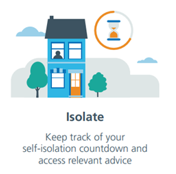 Isolate
Keep track of your
self-isolation countdown and
access relevant advice